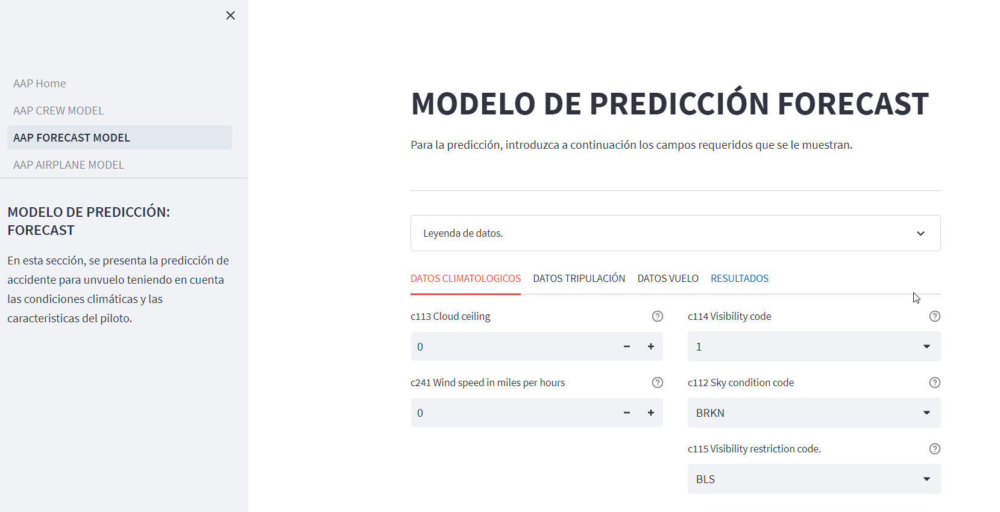 AAP Home
AAP CREW MODEL
AAP FORECAST MODEL
AAP AIRPLANE MODEL
MODELO DE PREDICCIÓN:
FORECAST
En esta sección, se presenta la predicción de
accidente para unvuelo teniendo en cuenta
las condiciones climáticas y las
caracteristicas del piloto.
MODELO DE PREDICCIÓN FORECAST
Para la predicción, introduzca a continuación los campos requeridos que se le muestran.
Leyenda de datos.
DATOS CLIMATOLOGICOS DATOS TRIPULACIÓN DATOS VUELO RESULTADOS
c113 Cloud ceiling
0
c241 Wind speed in miles per hours
0
c114 Visibility code
1
c112 Sky condition code
BRKN
c115 Visibility restriction code.
BLS